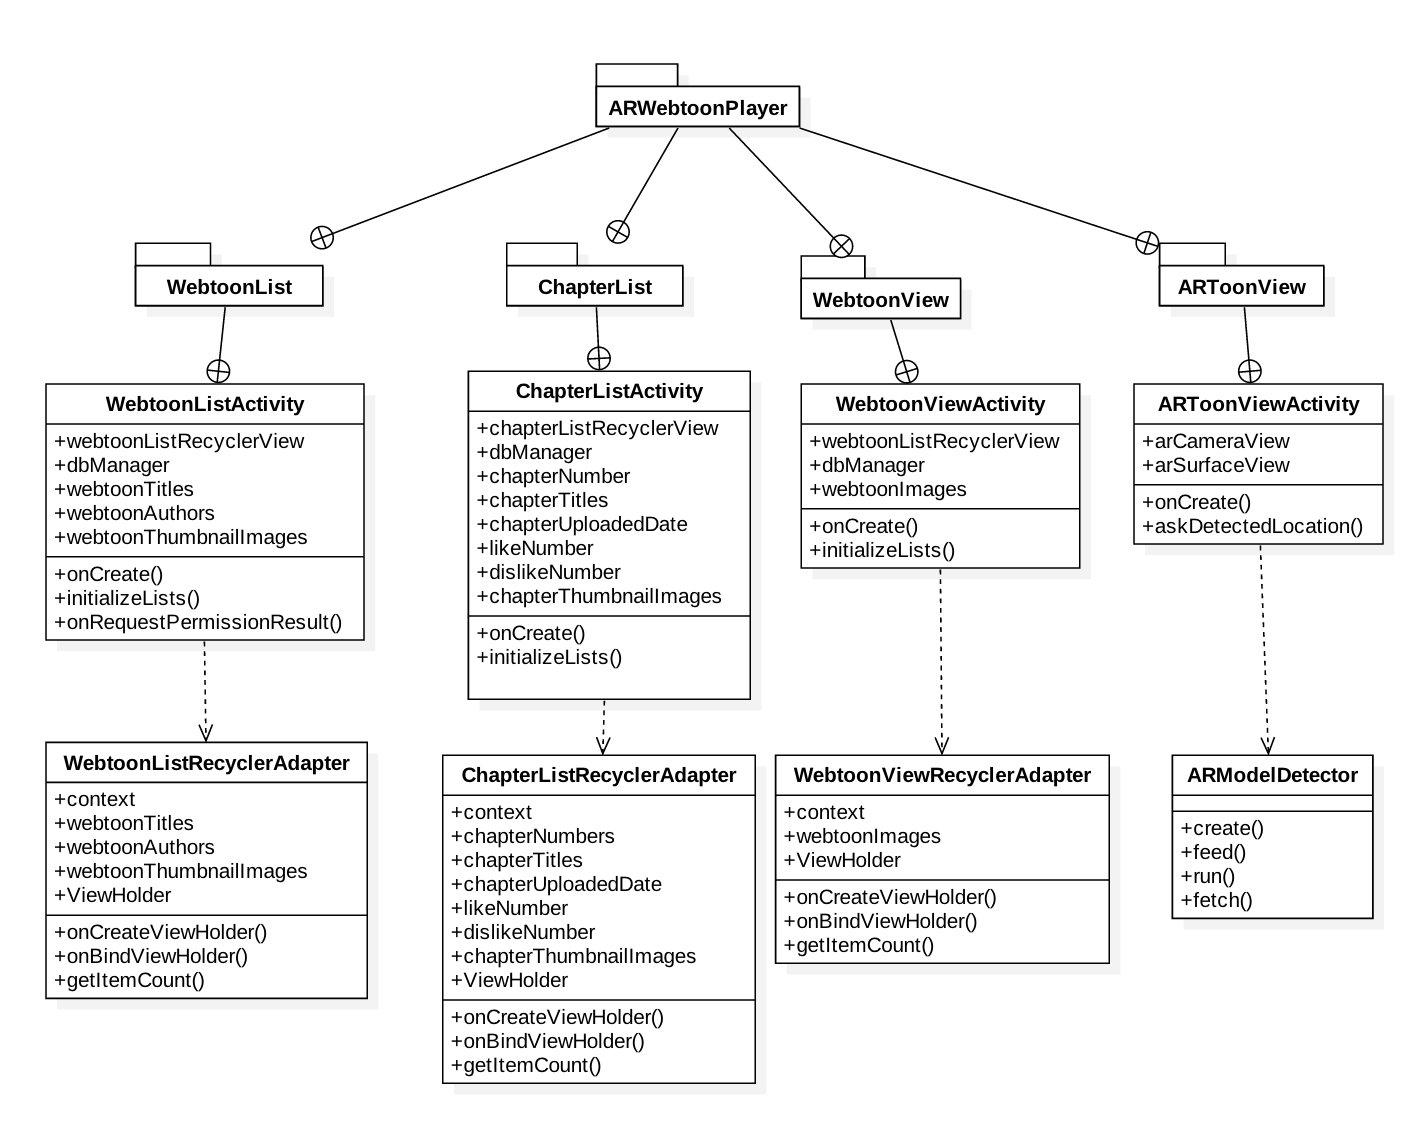 ARWebtoonPlayer
WebtoonList
ChapterList
WebtoonView
ARToonView
WebtoonListActivity
+webtoonListRecyclerView
+dbManager
+webtoonTitles
+webtoonAuthors
+webtoonThumbnailImages
+onCreate()
+initializeLists()
+onRequestPermissionResult()
ChapterListActivity
+chapterListRecyclerView
+dbManager
+chapterNumber
+chapterTitles
+chapterUploadedDate
+likeNumber
+dislikeNumber
+chapterThumbnailImages
+onCreate()
+initializeLists()
WebtoonViewActivity
+webtoonListRecyclerView
+dbManager
+webtoonImages
+onCreate()
+initializeLists()
ARToonViewActivity
+arCameraView
+arSurfaceView
+onCreate()
+askDetectedLocation()
WebtoonListRecyclerAdapter
+context
+webtoonTitles
+webtoonAuthors
+webtoonThumbnailImages
+ViewHolder
+onCreateViewHolder()
+onBindViewHolder()
+getItemCount()
ChapterListRecyclerAdapter
+context
+chapterNumbers
+chapterTitles
+chapterUploadedDate
+likeNumber
+dislikeNumber
+chapterThumbnailImages
+ViewHolder
+onCreateViewHolder()
+onBindViewHolder()
+getItemCount()
WebtoonViewRecyclerAdapter
+context
+webtoonImages
+ViewHolder
+onCreateViewHolder()
+onBindViewHolder()
+getItemCount()
ARModelDetector
+create()
+feed()
+run()
+fetch()